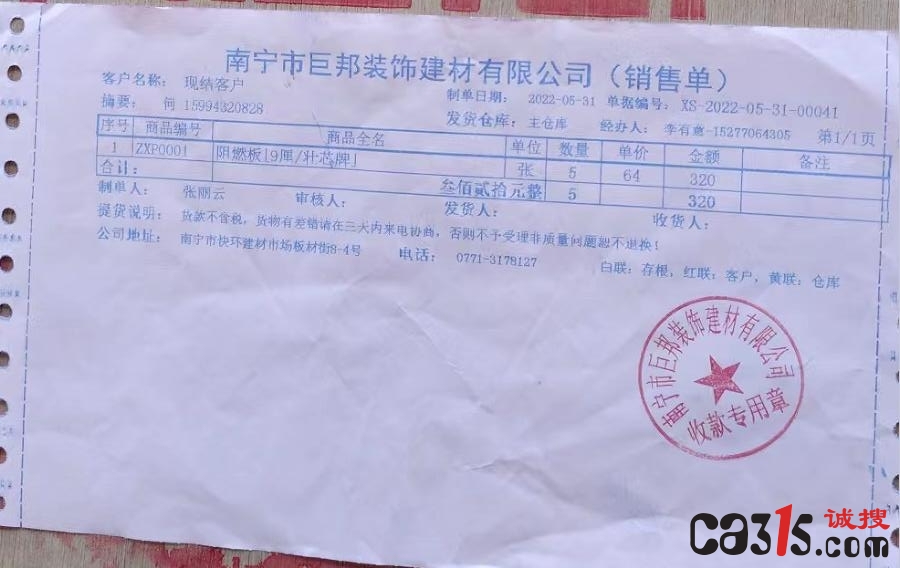 南宁市巨邦装饰建材有限公司（销售单）
客户名称： 现结客户 制单日期： 2022-05-31 单据编号： XS-2022-05-31-00041
摘要： 何 15994320828 发货仓库： 主仓库 经办人： 李有意-15277064305 第1/1页
序号 商品编号 商品全名 单位 数量 单价 金额 备注
1 ZXP0001 阻燃板「9厘/壮芯牌」 张 5 64 320
合计： 叁佰贰拾元整 5 320
制单人： 张丽云 审核人： 发货人： 收货人：
提货说明： 货款不含税，货物有差错请在三天内来电协商，否则不予受理非质量问题恕不退换！
公司地址： 南宁市快环建材市场板材街8-4号 电话： 0771-3178127
白联：存根，红联：客户，黄联：仓库
南宁市巨邦装饰建材有限公司
收款专用章
ca315诚搜.com